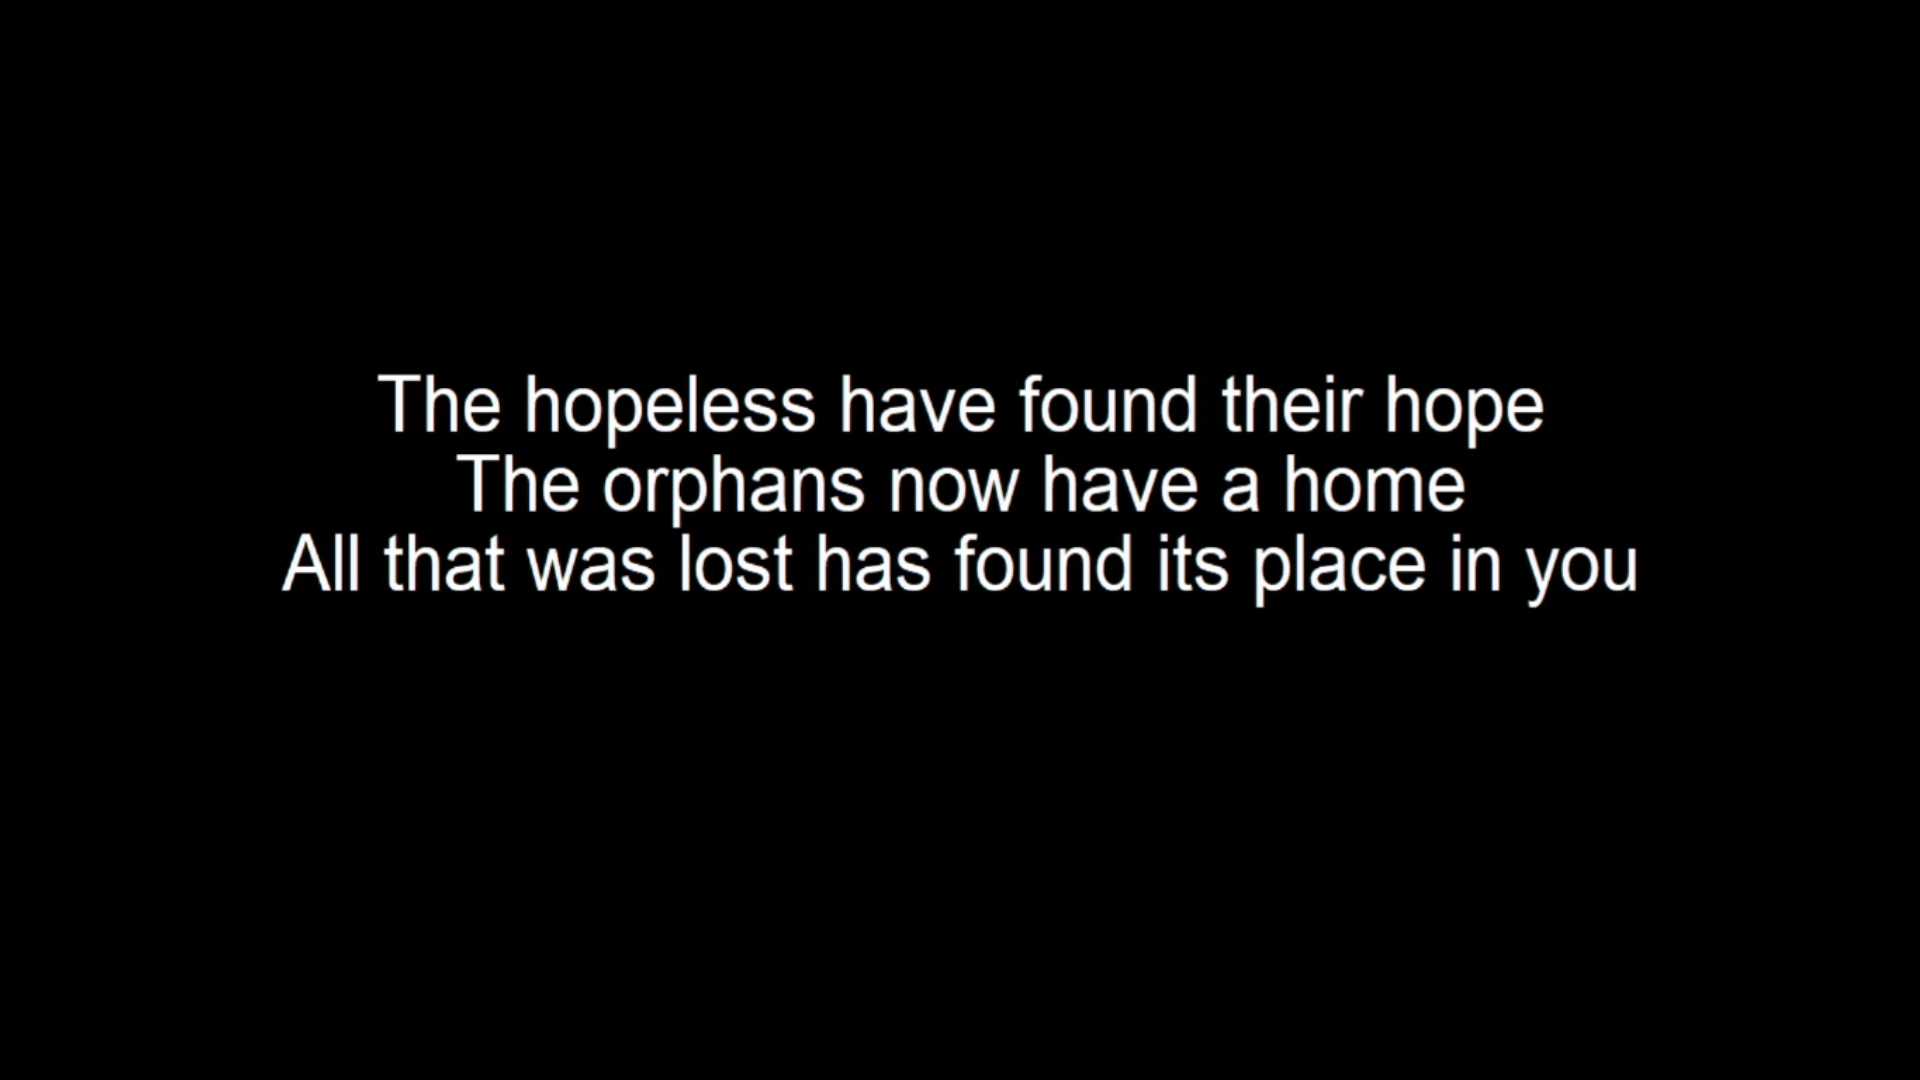 The hopeless have found their hope
The orphans now have a home
All that was lost has found its place in you